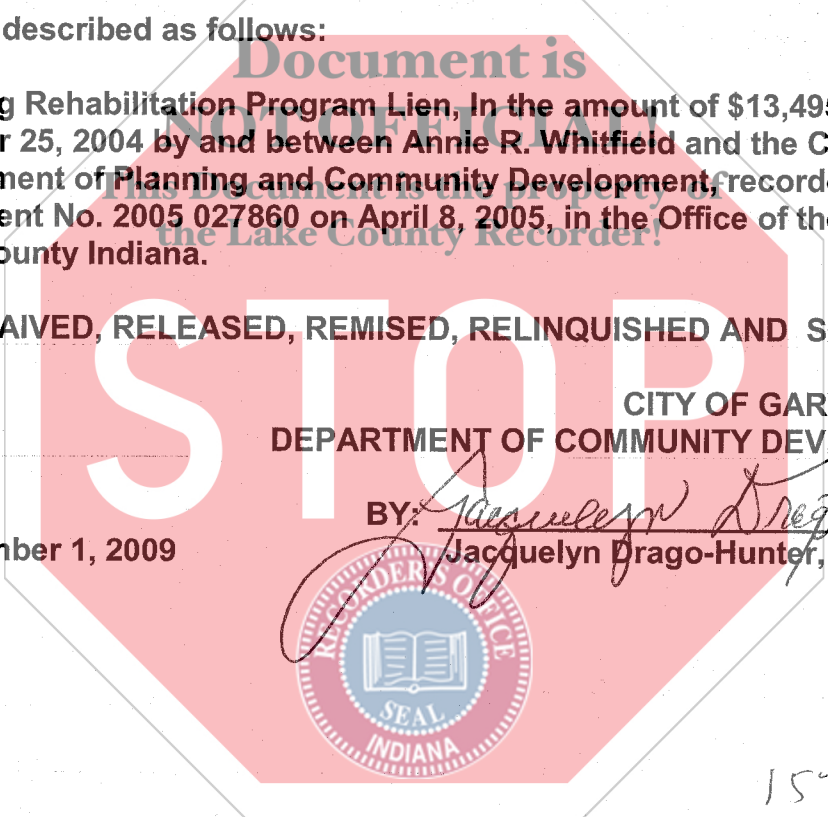 described as follows:
Document is
g Rehabilitation Program Lien, In the amount of $13,495
NOT OFFICIAL!
r 25, 2004 by and between Annie R. Whitfield and the C
This Document is the property of
ment of Planning and Community Development, recorde
ent No. 2005 027860 on April 8, 2005, in the Office of the
the Lake County Recorder!
ounty Indiana.
STOP
AIVED, RELEASED, REMISED, RELINQUISHED AND S
CITY OF GAR
DEPARTMENT OF COMMUNITY DEV
BY: Jacquelyn Drag
mber 1, 2009
Jacquelyn Drago-Hunter,
RECORDER'S OFFICE
SEAL
INDIANA